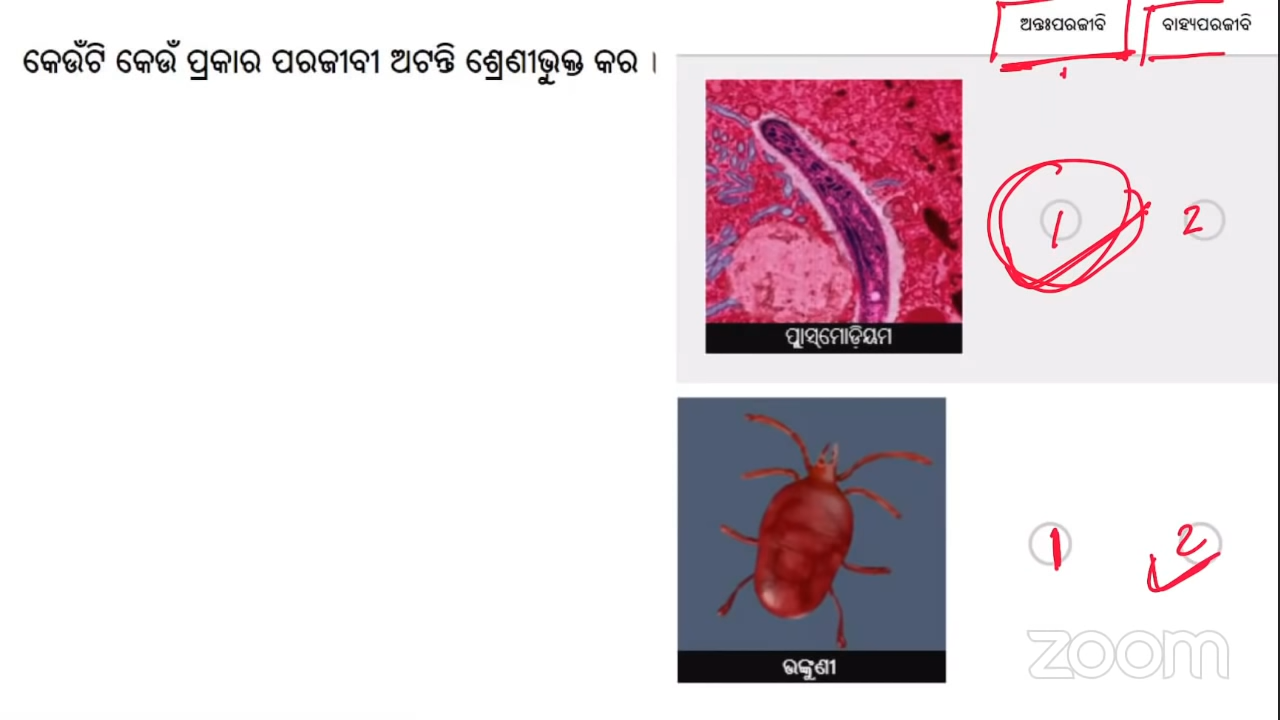 ଅନ୍ତଃପରଜୀବି ବାହ୍ୟପରଜୀବି
କେଉଁଟି କେଉଁ ପ୍ରକାର ପରଜୀବୀ ଅଟନ୍ତି ଶ୍ରେଣୀଭୁକ୍ତ କର ।
1 2
ପ୍ଲାସ୍ମୋଡ଼ିୟମ
1 2
ଉକୁଣୀ
zoom